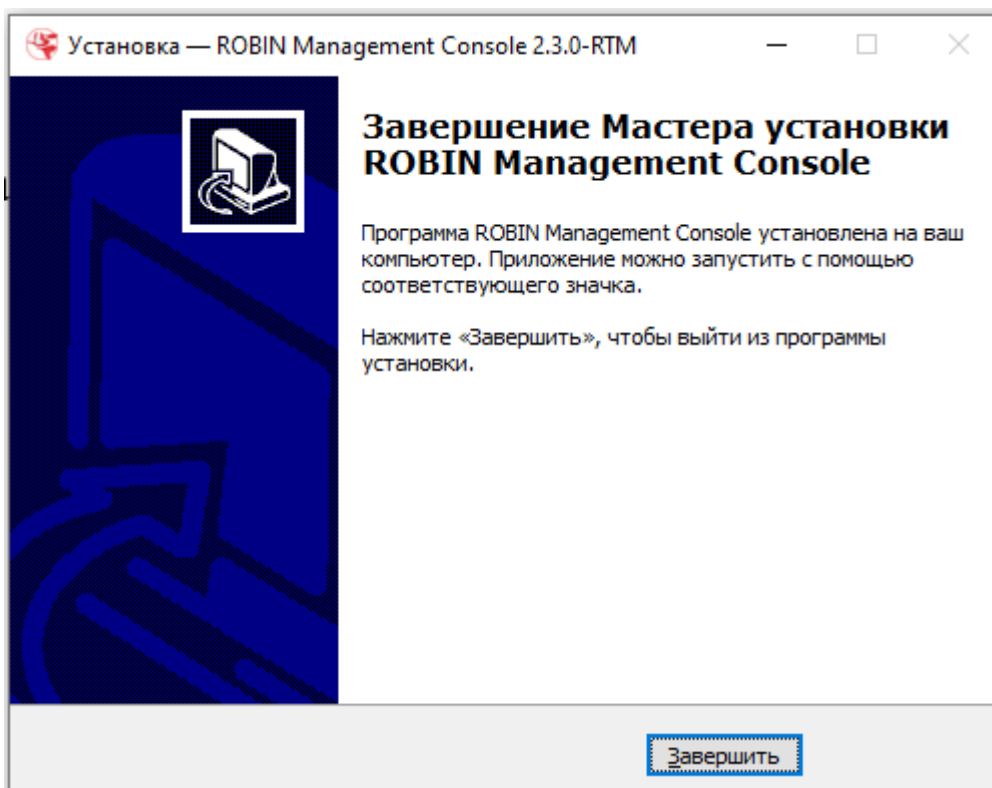 Установка — ROBIN Management Console 2.3.0-RTM
Завершение Мастера установки
ROBIN Management Console
Программа ROBIN Management Console установлена на ваш
компьютер. Приложение можно запустить с помощью
соответствующего значка.
Нажмите «Завершить», чтобы выйти из программы
установки.
Завершить